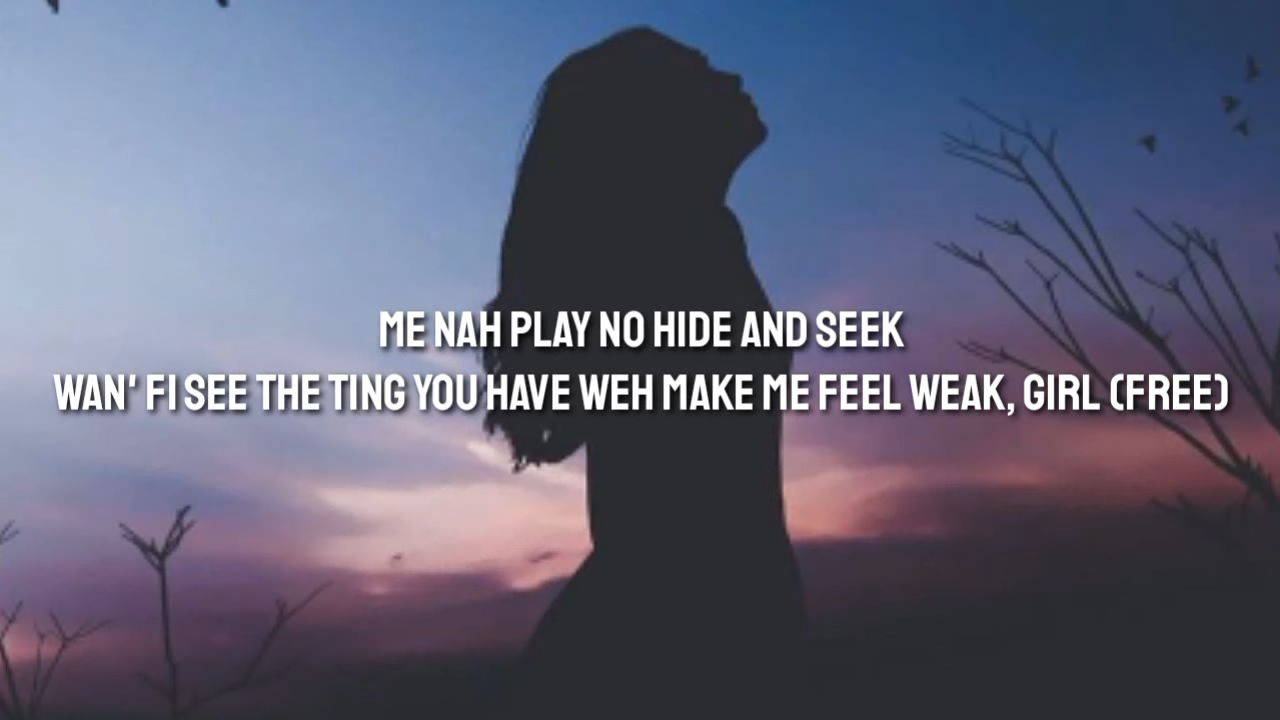 ME NAH PLAY NO HIDE AND SEEK
WAN' FI SEE THE TING YOU HAVE WEH MAKE ME FEEL WEAK, GIRL (FREE)